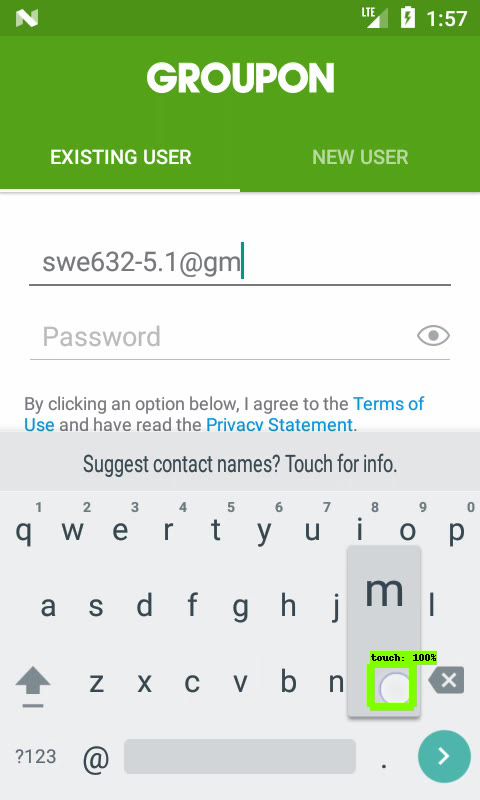 LTE 1:57
GROUPON
EXISTING USER NEW USER
swe632-5.1@gm
Password
By clicking an option below, I agree to the Terms of
Use and have read the Privacy Statement.
Suggest contact names? Touch for info.
1 2 3 4 5 6 7 8 9 0
q w e r t y u i o p
m
a s d f g h j l
touch: 100%
z x c v b n
?123 @ .